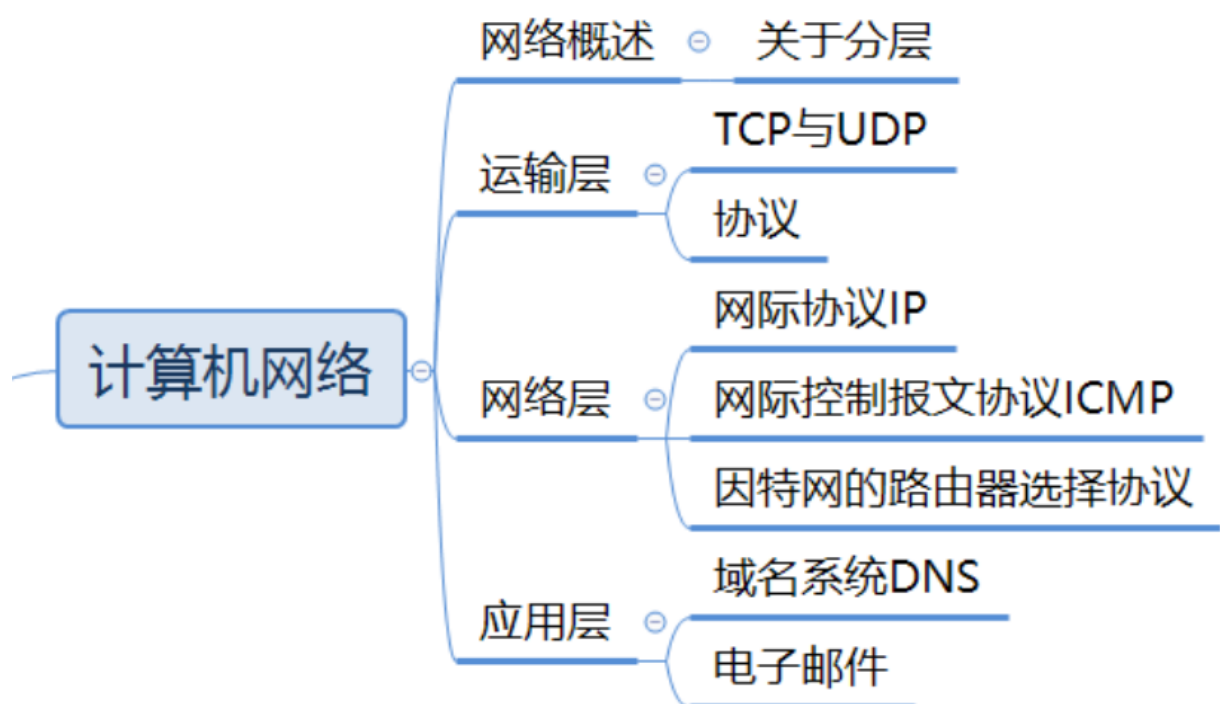 网络概述
关于分层
运输层
TCP与UDP
协议
计算机网络
网络层
网际协议IP
网际控制报文协议ICMP
因特网的路由器选择协议
应用层
域名系统DNS
电子邮件